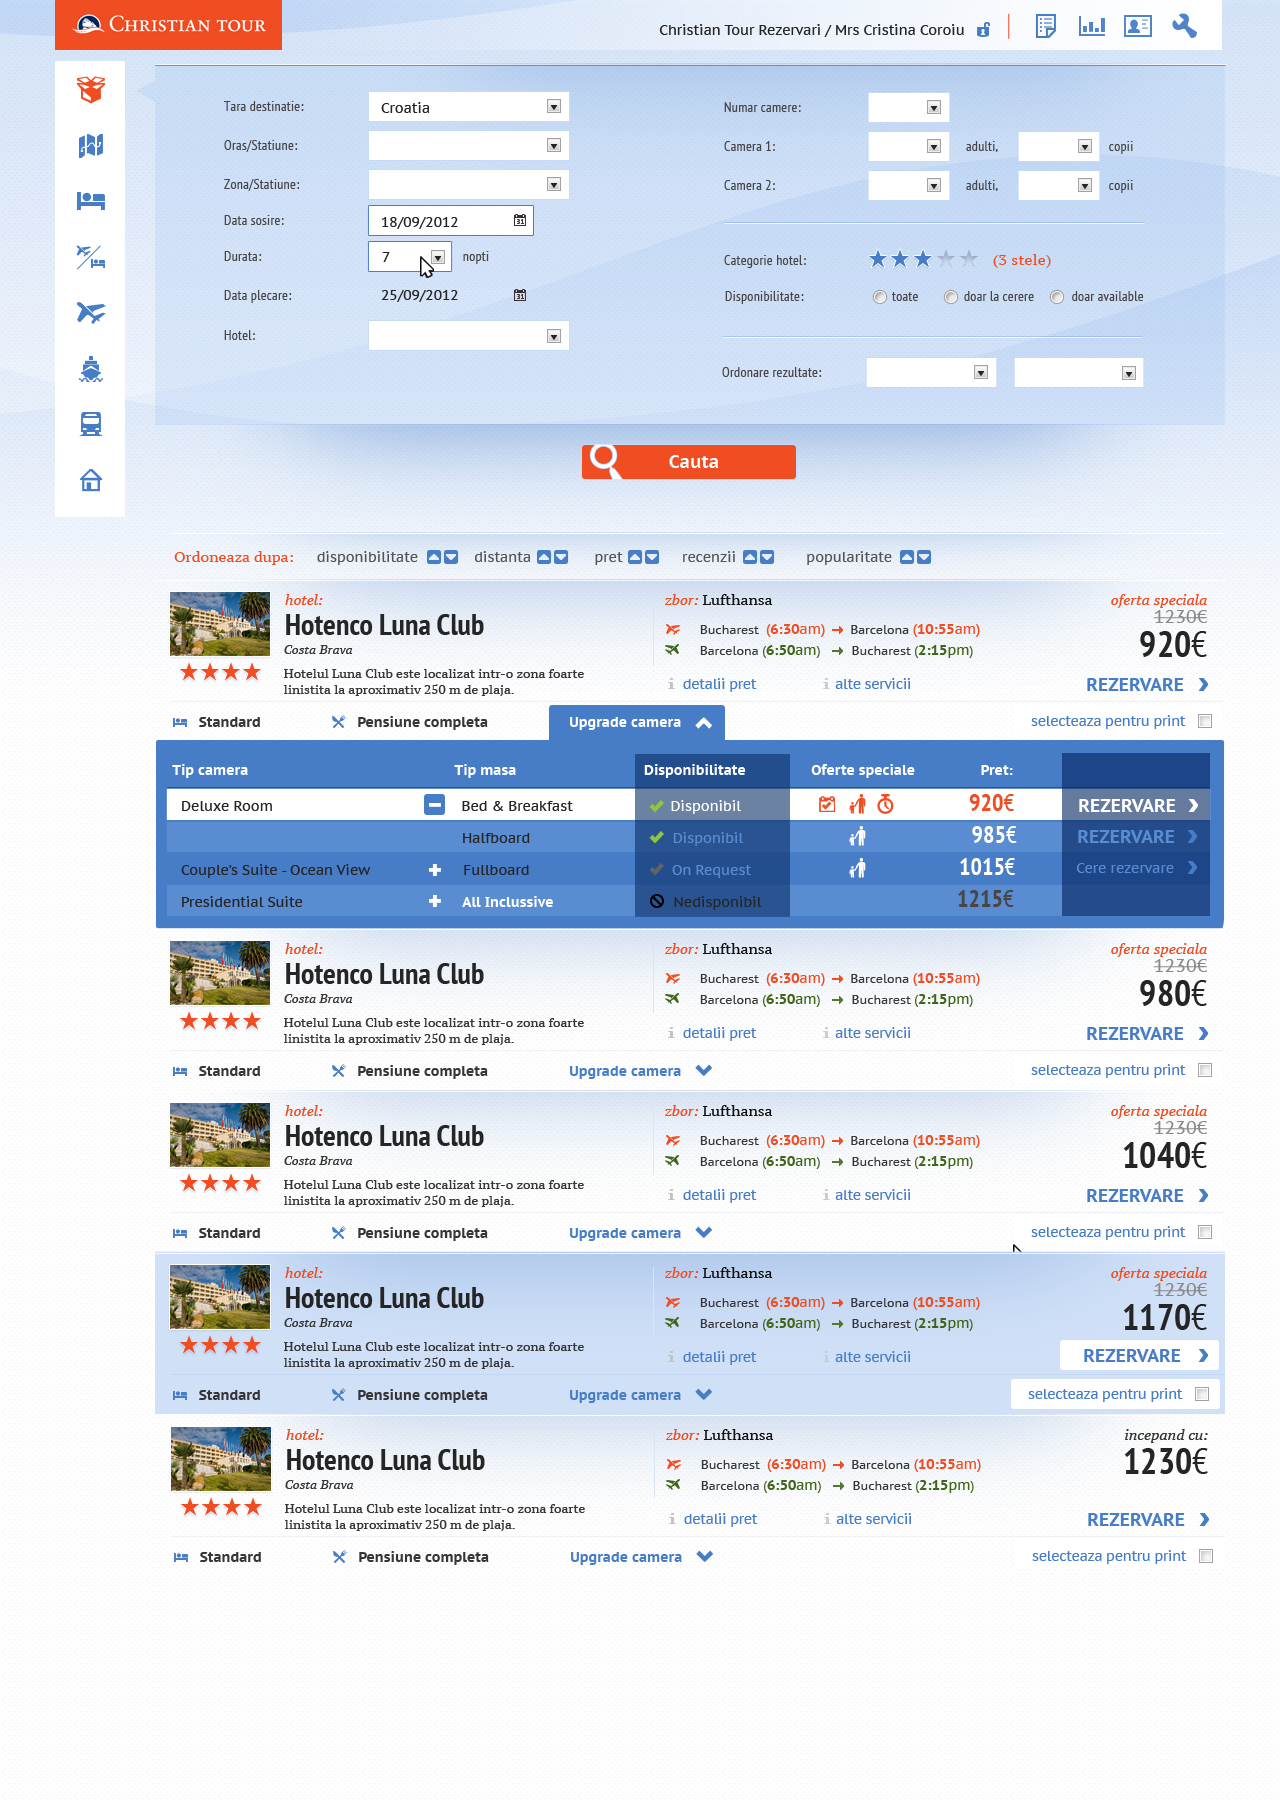 CHRISTIAN TOUR
Christian Tour Rezervari / Mrs Cristina Coroiu
Tara destinatie: Croatia
Oras/Statiune:
Zona/Statiune:
Data sosire: 18/09/2012 31
Durata: 7 nopti
Data plecare: 25/09/2012 31
Hotel:
Numar camere:
Camera 1: adulti, copii
Camera 2: adulti, copii
Categorie hotel: (3 stele)
Disponibilitate: toate doar la cerere doar available
Ordonare rezultate:
Cauta
Ordoneaza dupa: disponibilitate distanta pret recenzii popularitate
hotel:
Hotenco Luna Club
Costa Brava
Hotelul Luna Club este localizat intr-o zona foarte
linistita la aproximativ 250 m de plaja.
zbor: Lufthansa
Bucharest (6:30am) Barcelona (10:55am)
Barcelona (6:50am) Bucharest (2:15pm)
detalii pret alte servicii
oferta speciala
1230€
920€
REZERVARE
Standard Pensiune completa Upgrade camera selecteaza pentru print
Tip camera Tip masa Disponibilitate Oferte speciale Pret:
Deluxe Room Bed & Breakfast Disponibil 920€ REZERVARE
Halfboard Disponibil 985€ REZERVARE
Couple's Suite - Ocean View Fullboard On Request 1015€ Cere rezervare
Presidential Suite All Inclussive Nedisponibil 1215€
hotel:
Hotenco Luna Club
Costa Brava
Hotelul Luna Club este localizat intr-o zona foarte
linistita la aproximativ 250 m de plaja.
zbor: Lufthansa
Bucharest (6:30am) Barcelona (10:55am)
Barcelona (6:50am) Bucharest (2:15pm)
detalii pret alte servicii
oferta speciala
1230€
980€
REZERVARE
Standard Pensiune completa Upgrade camera selecteaza pentru print
hotel:
Hotenco Luna Club
Costa Brava
Hotelul Luna Club este localizat intr-o zona foarte
linistita la aproximativ 250 m de plaja.
zbor: Lufthansa
Bucharest (6:30am) Barcelona (10:55am)
Barcelona (6:50am) Bucharest (2:15pm)
detalii pret alte servicii
oferta speciala
1230€
1040€
REZERVARE
Standard Pensiune completa Upgrade camera selecteaza pentru print
hotel:
Hotenco Luna Club
Costa Brava
Hotelul Luna Club este localizat intr-o zona foarte
linistita la aproximativ 250 m de plaja.
zbor: Lufthansa
Bucharest (6:30am) Barcelona (10:55am)
Barcelona (6:50am) Bucharest (2:15pm)
detalii pret alte servicii
oferta speciala
1230€
1170€
REZERVARE
Standard Pensiune completa Upgrade camera selecteaza pentru print
hotel:
Hotenco Luna Club
Costa Brava
Hotelul Luna Club este localizat intr-o zona foarte
linistita la aproximativ 250 m de plaja.
zbor: Lufthansa
Bucharest (6:30am) Barcelona (10:55am)
Barcelona (6:50am) Bucharest (2:15pm)
detalii pret alte servicii
incepand cu:
1230€
REZERVARE
Standard Pensiune completa Upgrade camera selecteaza pentru print